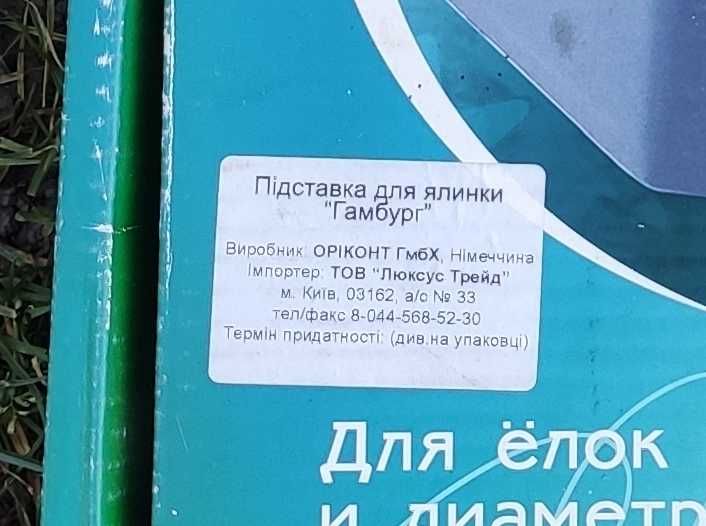 Підставка для ялинки
"Гамбург"
Виробник: ОРІКОНТ ГмбХ, Німеччина
Імпортер: ТОВ "Люксус Трейд"
м. Київ, 03162, а/с № 33
тел/факс 8-044-568-52-30
Термін придатності: (див.на упаковці)
Для ёлок
и диаметр